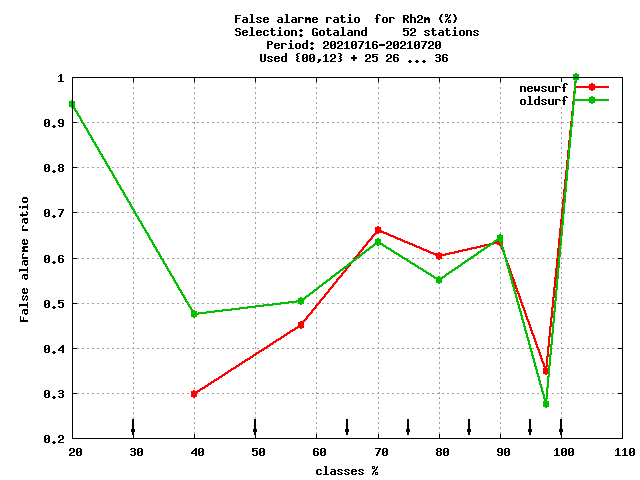 False alarme ratio  for Rh2m (%)
Selection: Gotaland     52 stations
Period: 20210716-20210720
Used {00,12} + 25 26 ... 36
newsurf
oldsurf
1
0.9
0.8
0.7
0.6
0.5
0.4
0.3
0.2
False alarme ratio
20 30 40 50 60 70 80 90 100 110
classes %